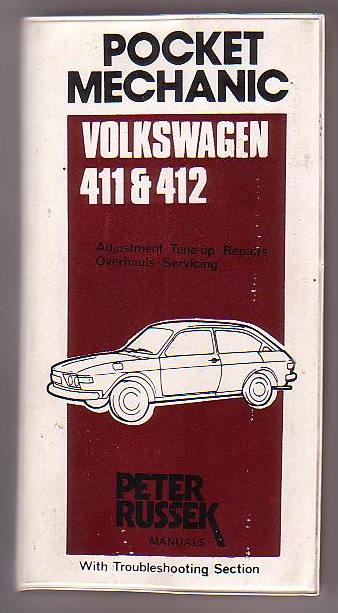 POCKET
MECHANIC
VOLKSWAGEN
411 & 412
Adjustment · Tune up · Repairs
Overhauls · Servicing
PETER
RUSSEK
MANUALS
With Troubleshooting Section